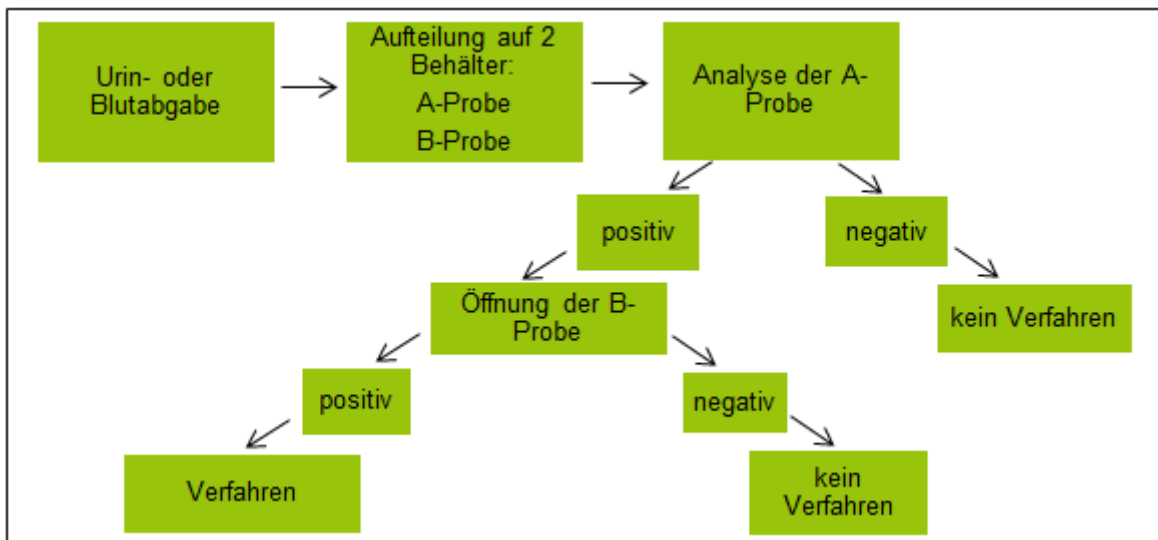 Urin- oder
Blutabgabe
Aufteilung auf 2
Behälter:
A-Probe
B-Probe
Analyse der A-
Probe
positiv
negativ
Öffnung der B-
Probe
kein Verfahren
positiv
negativ
Verfahren
kein
Verfahren